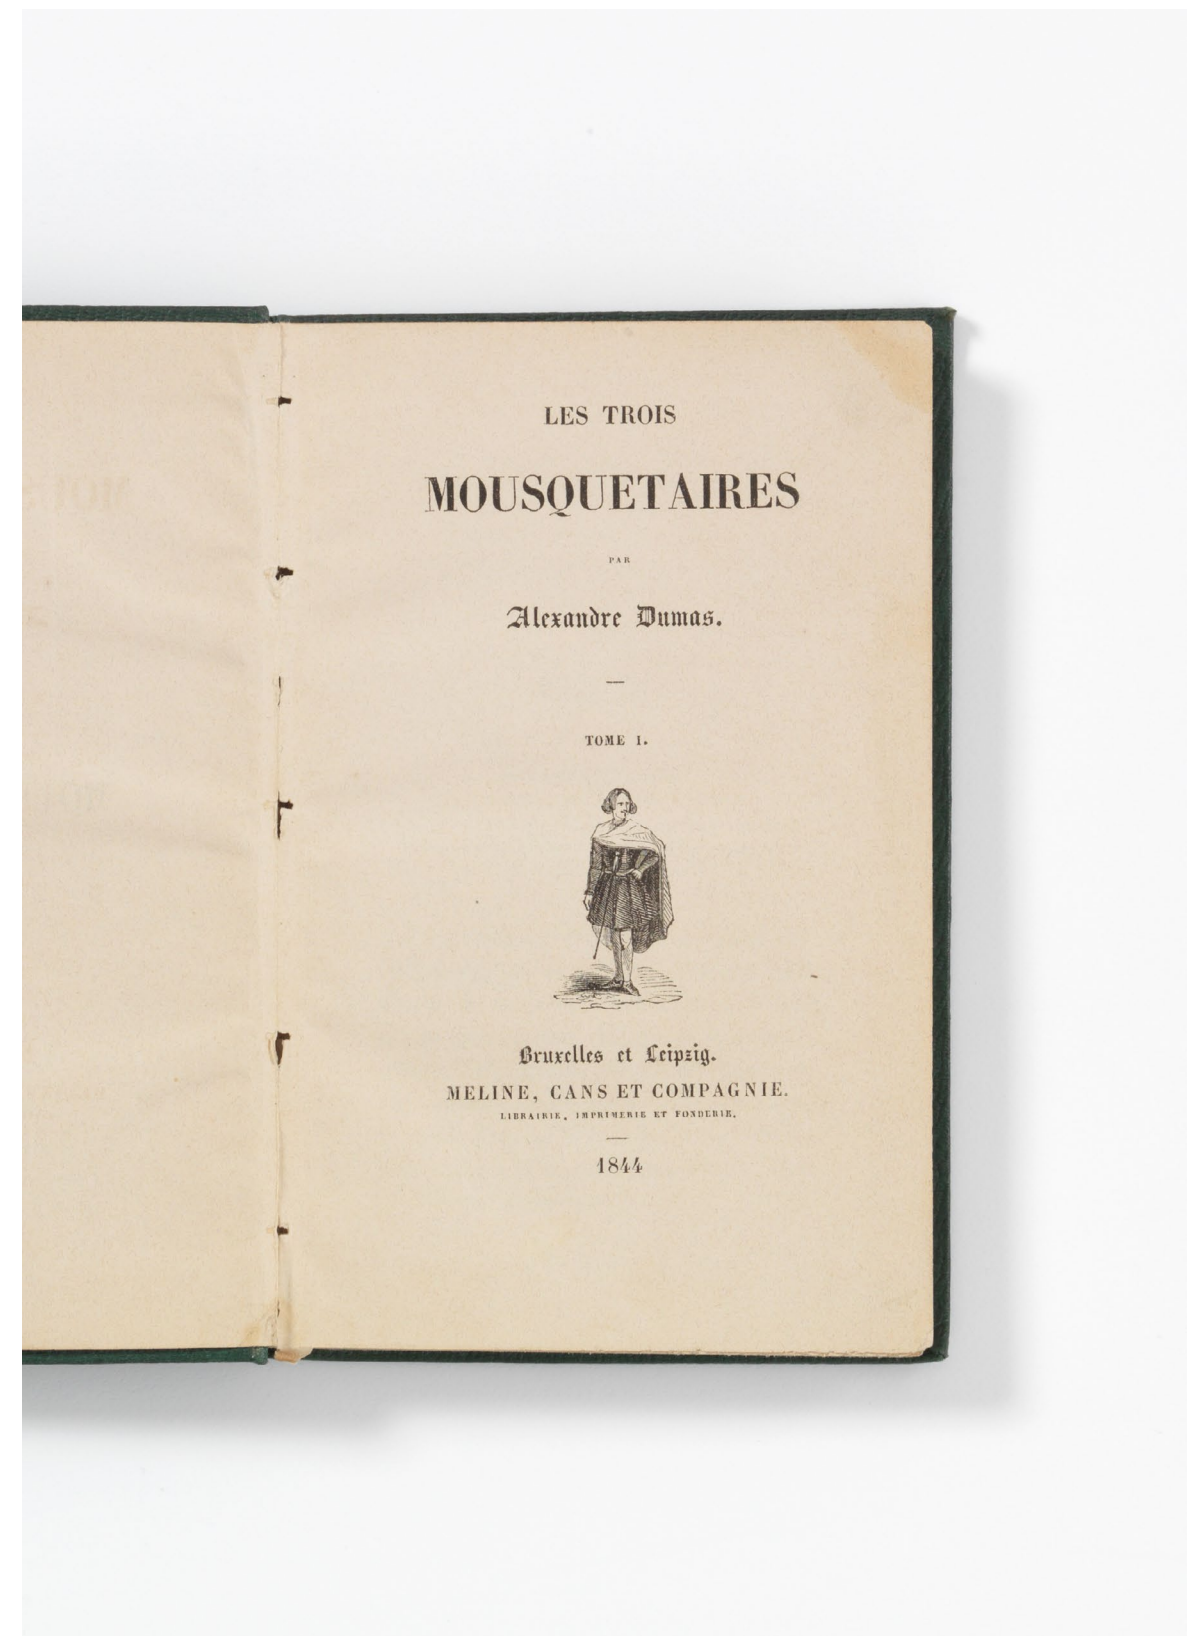 LES TROIS
MOUSQUETAIRES
PAR
Alexandre Dumas.
TOME I.
Bruxelles et Leipzig.
MELINE, CANS ET COMPAGNIE.
LIBRAIRIE, IMPRIMERIE ET FONDERIE.
1844